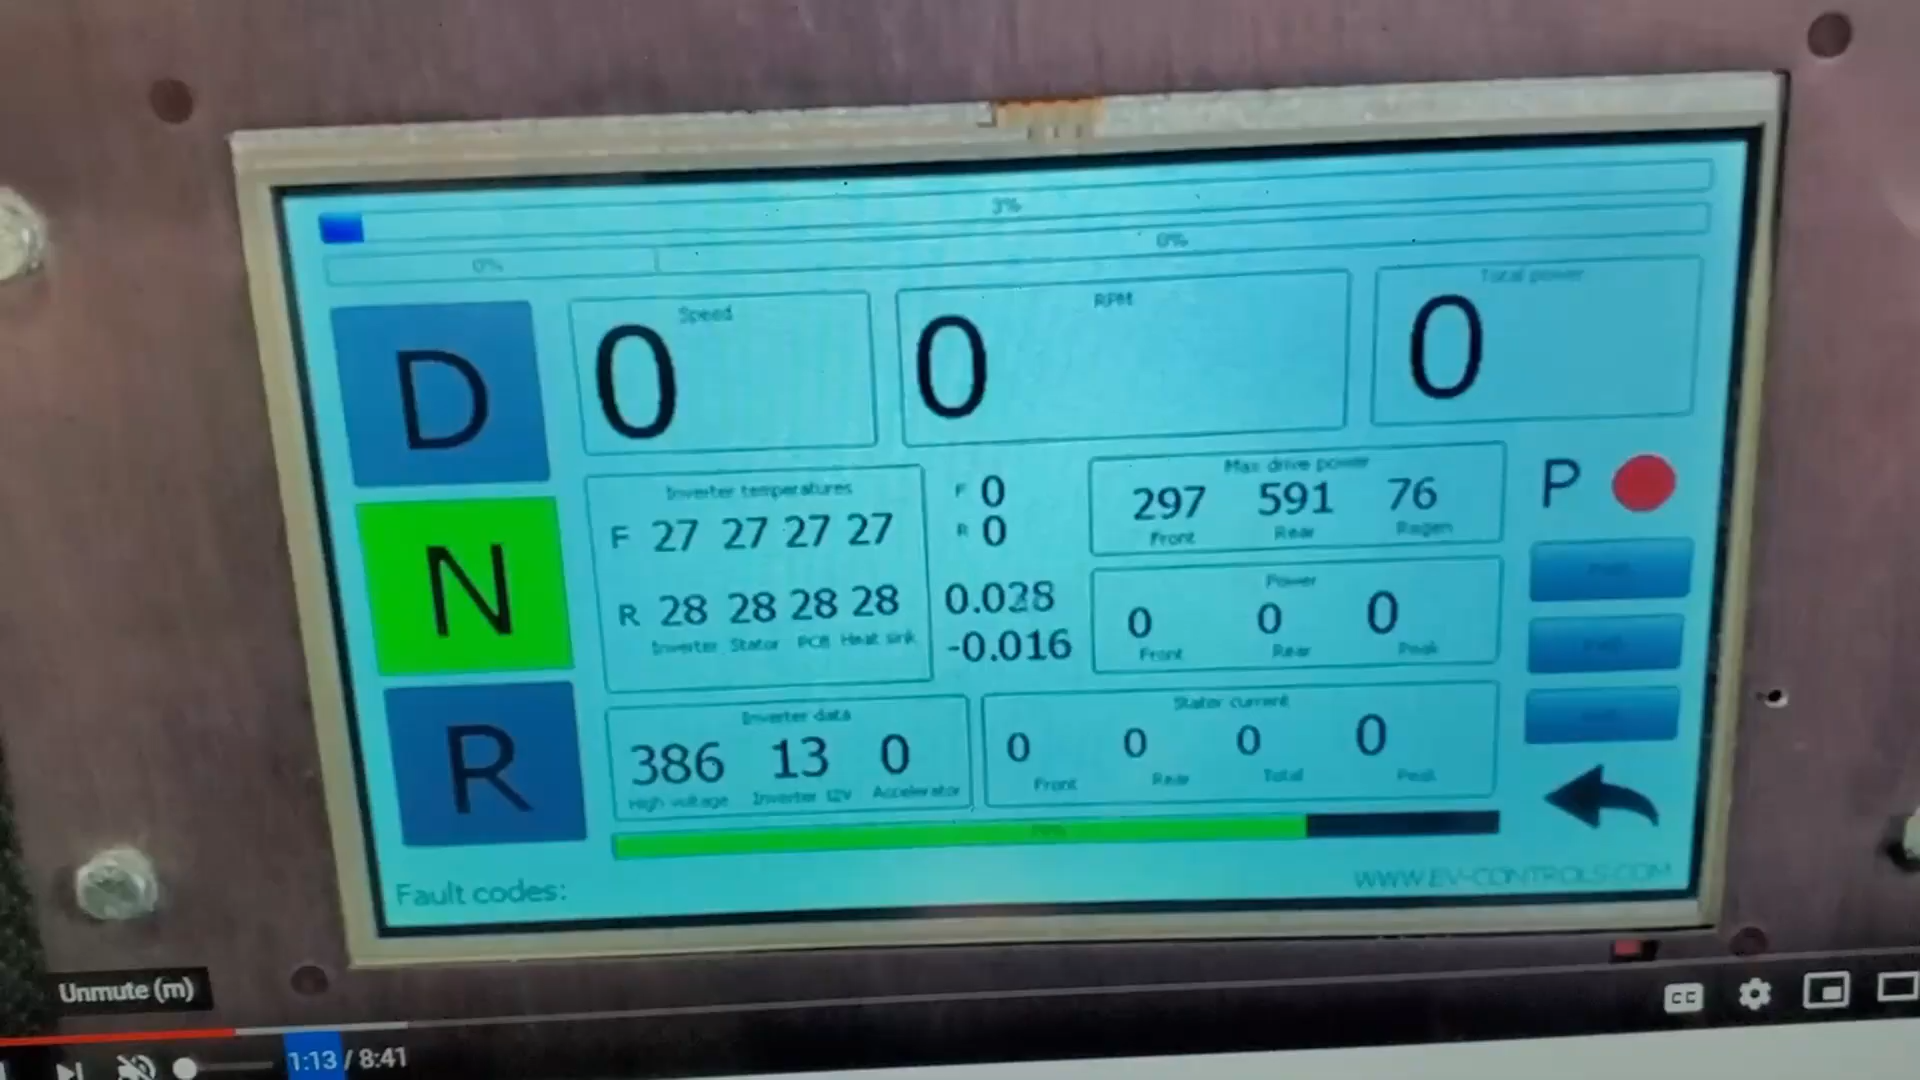 3%
0%
0%
D
Speed
0
RPM
0
Total power
0
N
Inverter temperatures
F 27 27 27 27
R 28 28 28 28
Inverter Stator PCB Heat sink
F 0
R 0
0.028
-0.016
Max drive power
297 591 76
Front Rear Regen
P
Power
0 0 0
Front Rear Peak
R
Inverter data
386 13 0
High voltage Inverter 12V Accelerator
Stator current
0 0 0 0
Front Rear Total Peak
Fault codes:
WWW.EV-CONTROLS.COM
Unmute (m)
CC
1:13 / 8:41